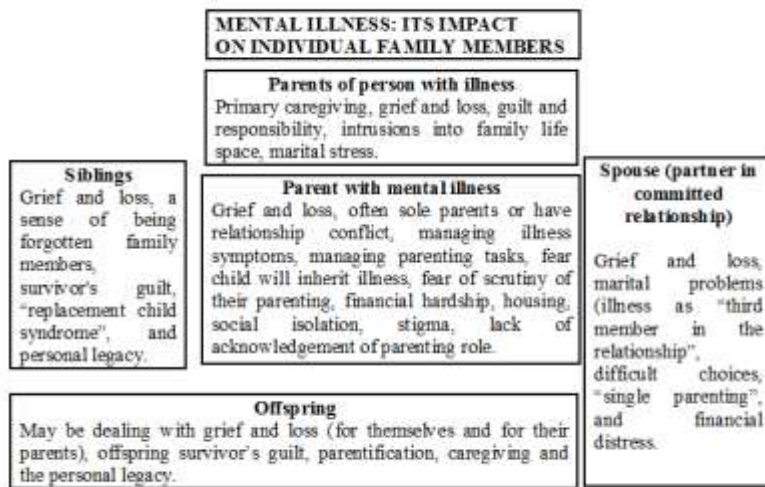 MENTAL ILLNESS: ITS IMPACT
ON INDIVIDUAL FAMILY MEMBERS
Parents of person with illness
Primary caregiving, grief and loss, guilt and
responsibility, intrusions into family life
space, marital stress.
Siblings
Grief and loss, a
sense of being
forgotten family
members,
survivor's guilt,
“replacement child
syndrome”, and
personal legacy.
Parent with mental illness
Grief and loss, often sole parents or have
relationship conflict, managing illness
symptoms, managing parenting tasks, fear
child will inherit illness, fear of scrutiny of
their parenting, financial hardship, housing,
social isolation, stigma, lack of
acknowledgement of parenting role.
Spouse (partner in
committed
relationship)
Grief and loss,
marital problems
(illness as “third
member in the
relationship”,
difficult choices,
“single parenting”,
and financial
distress.
Offspring
May be dealing with grief and loss (for themselves and for their
parents), offspring survivor’s guilt, parentification, caregiving and
the personal legacy.